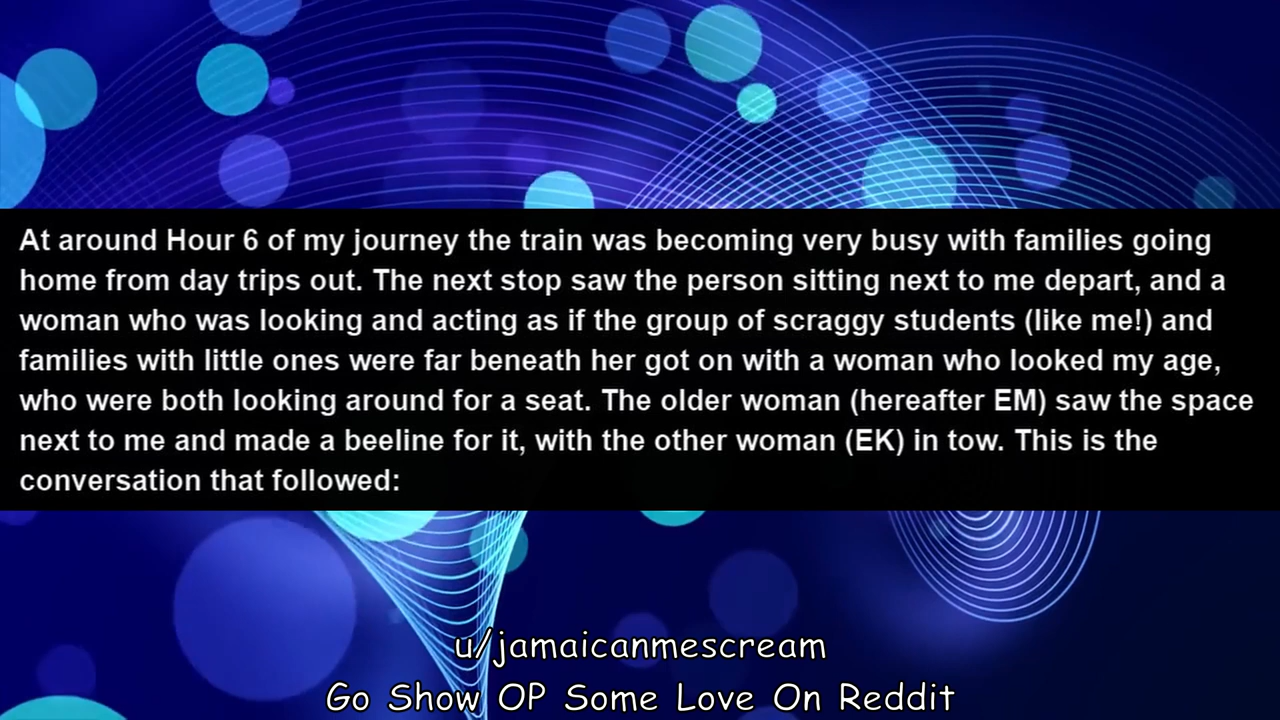 At around Hour 6 of my journey the train was becoming very busy with families going
home from day trips out. The next stop saw the person sitting next to me depart, and a
woman who was looking and acting as if the group of scraggy students (like me!) and
families with little ones were far beneath her got on with a woman who looked my age,
who were both looking around for a seat. The older woman (hereafter EM) saw the space
next to me and made a beeline for it, with the other woman (EK) in tow. This is the
conversation that followed:
u/jamaicanmescream
Go Show OP Some Love On Reddit